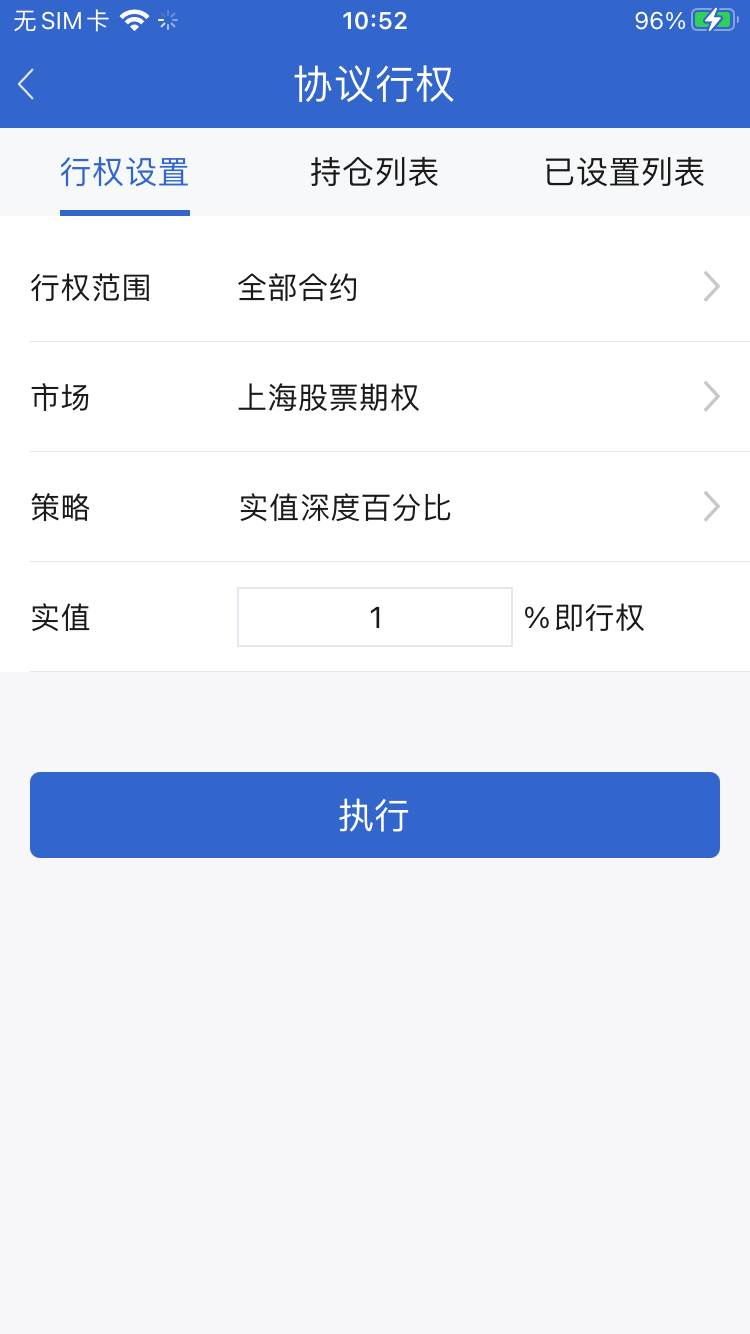 无SIM卡 10:52 96%
协议行权
行权设置 持仓列表 已设置列表
行权范围 全部合约
市场 上海股票期权
策略 实值深度百分比
实值 1 %即行权
执行